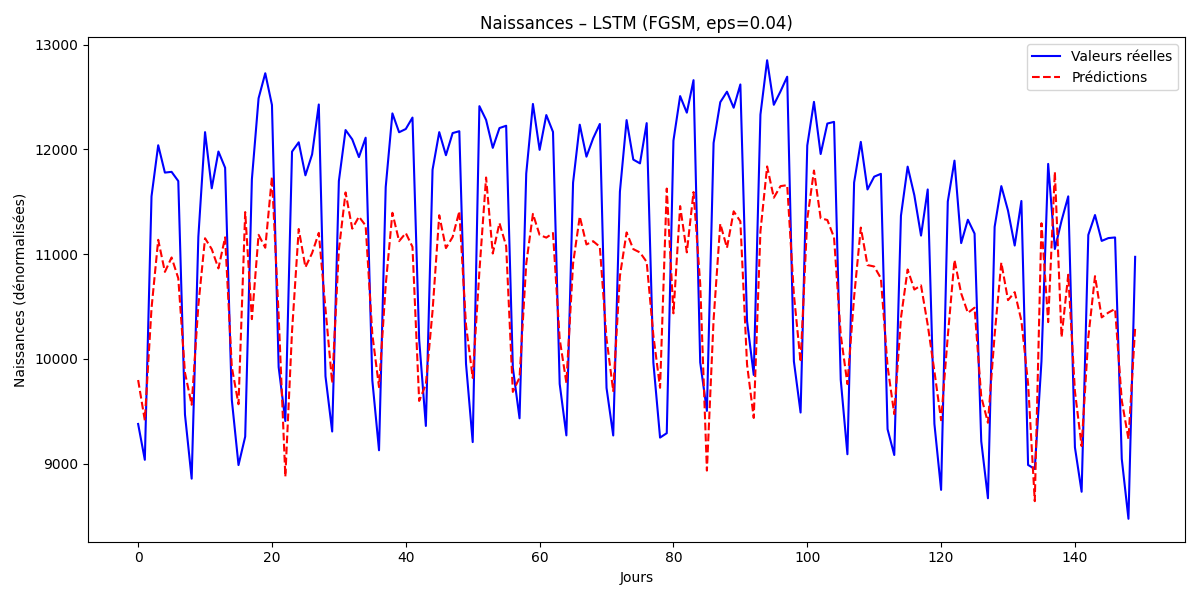 Naissances – LSTM (FGSM, eps=0.04)
Valeurs réelles
Prédictions
Naissances (dénormalisées)
13000
12000
11000
10000
9000
0 20 40 60 80 100 120 140
Jours